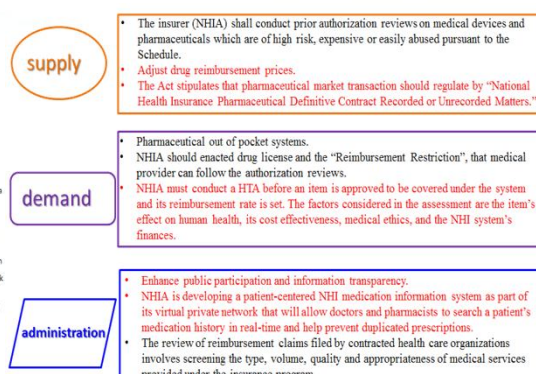 supply
• The insurer (NHIA) shall conduct prior authorization reviews on medical devices and
pharmaceuticals which are of high risk, expensive or easily abused pursuant to the
Schedule.
• Adjust drug reimbursement prices.
• The Act stipulates that pharmaceutical market transaction should regulate by “National
Health Insurance Pharmaceutical Definitive Contract Recorded or Unrecorded Matters.”
demand
• Pharmaceutical out of pocket systems.
• NHIA should enacted drug license and the “Reimbursement Restriction”, that medical
provider can follow the authorization reviews.
• NHIA must conduct a HTA before an item is approved to be covered under the system
and its reimbursement rate is set. The factors considered in the assessment are the item’s
effect on human health, its cost effectiveness, medical ethics, and the NHI system’s
finances.
administration
• Enhance public participation and information transparency.
• NHIA is developing a patient-centered NHI medication information system as part of
its virtual private network that will allow doctors and pharmacists to search a patient’s
medication history in real-time and help prevent duplicated prescriptions.
• The review of reimbursement claims filed by contracted health care organizations
involves screening the type, volume, quality and appropriateness of medical services
provided under the insurance program.